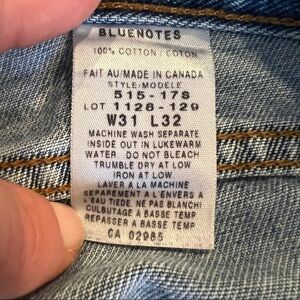 BLUENOTES
100% COTTON / COTON
FAIT AU/MADE IN CANADA
STYLE/MODELE
515-178
LOT 1128-129
W31 L32
MACHINE WASH SEPARATE
INSIDE OUT IN LUKEWARM
WATER. DO NOT BLEACH
TRUMBLE DRY AT LOW
IRON AT LOW.
LAVER A LA MACHINE
SEPAREMENT A L'ENVERS A
L'EAU TIEDE NE PAS BLANCHI
CULBUTAGE A BASSE TEMP
REPASSER A BASSE TEMP
CA 02985